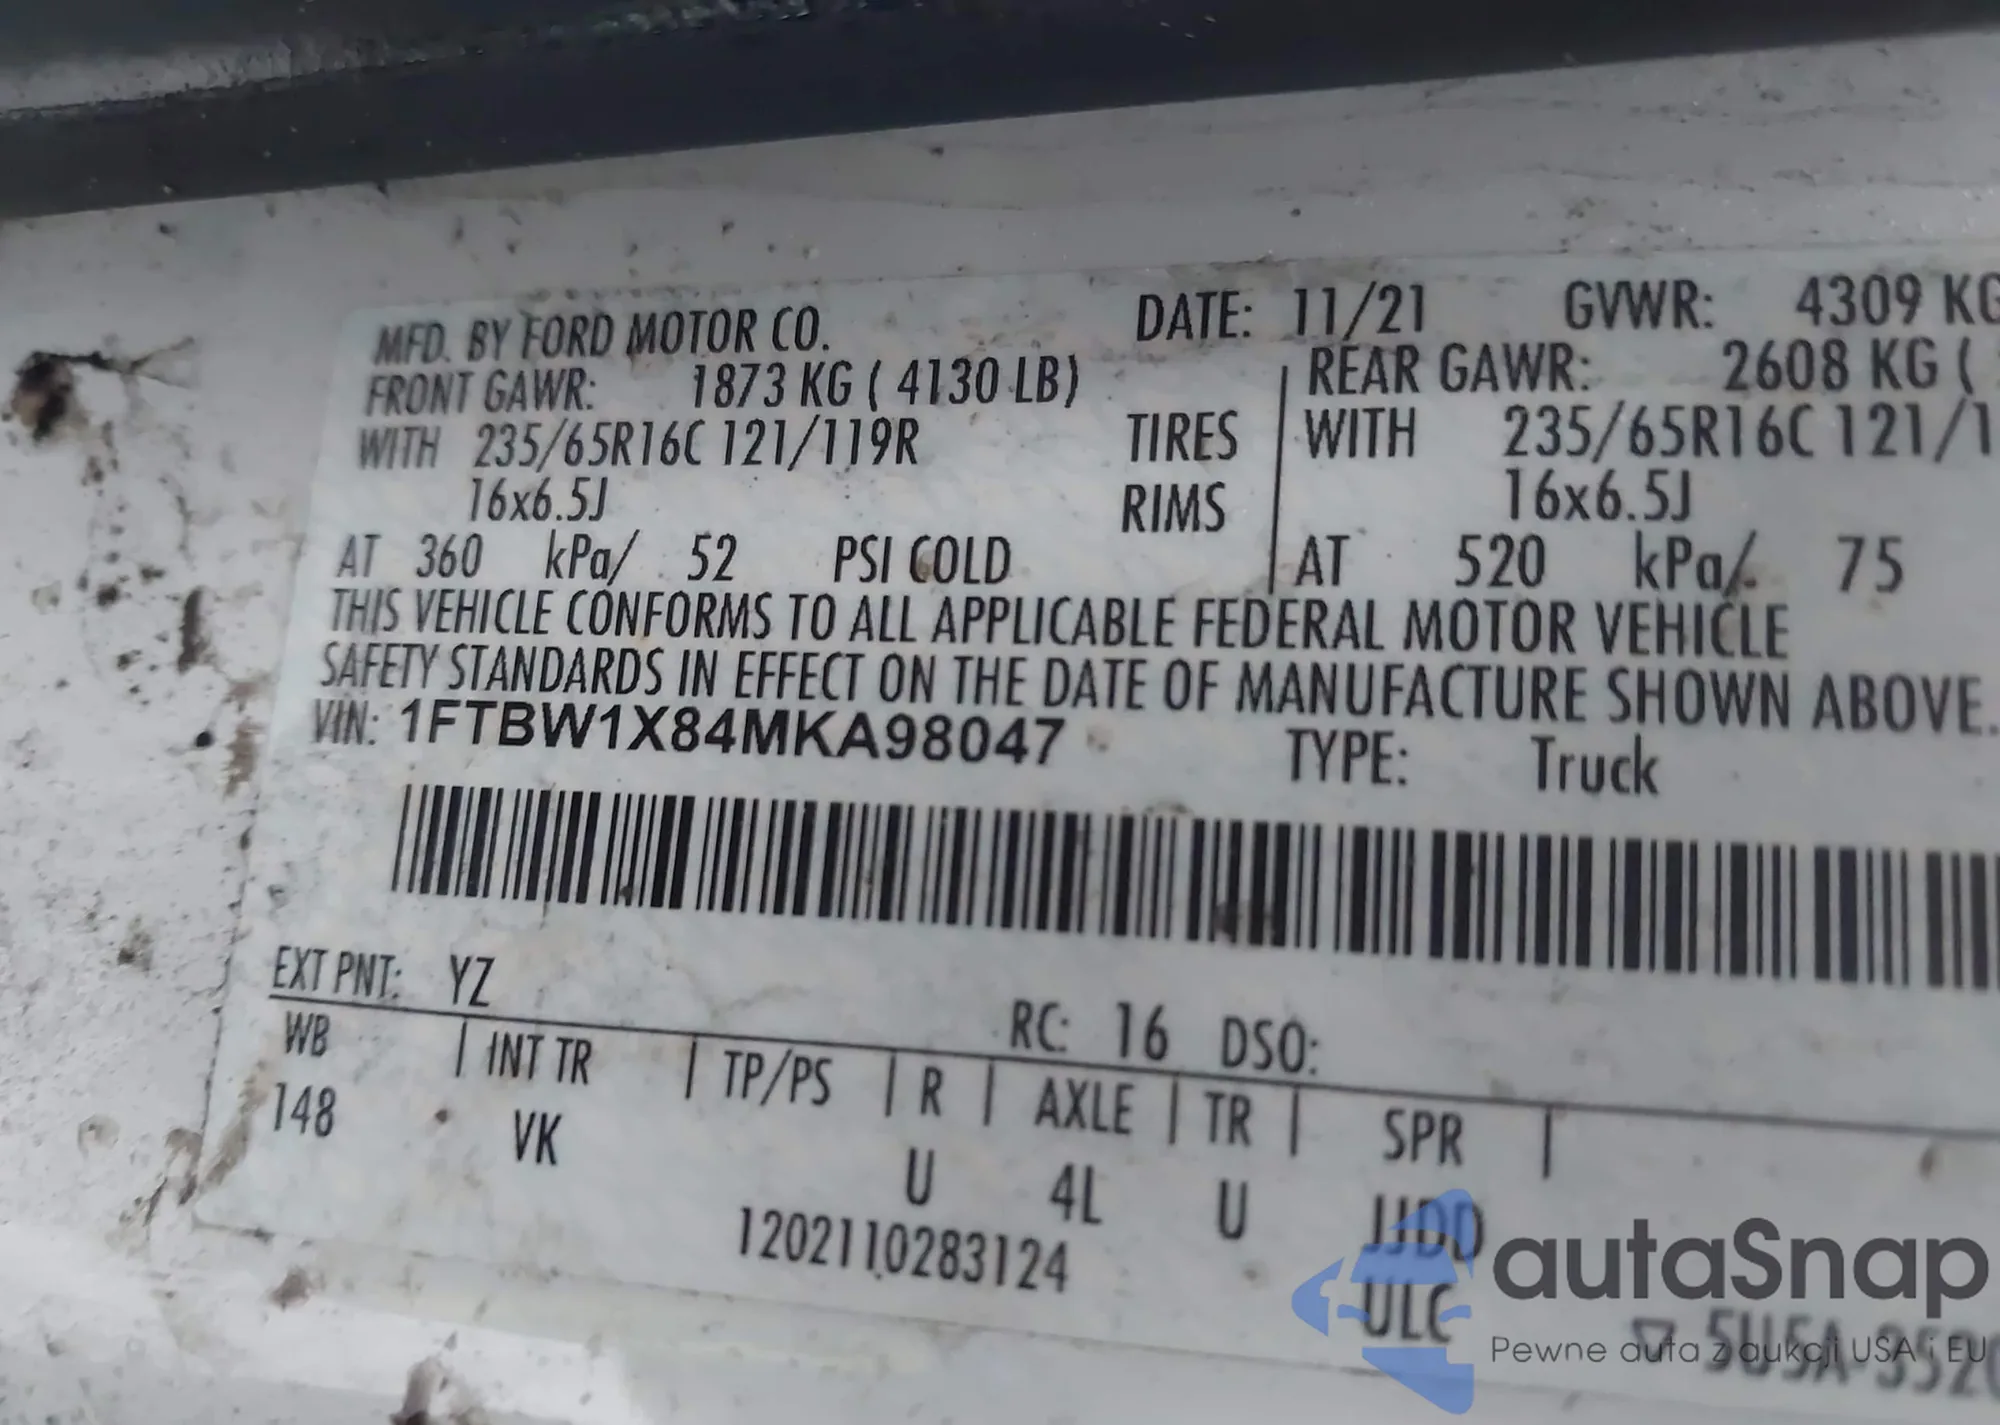 MFD. BY FORD MOTOR CO. DATE: 11/21 GVWR: 4309 KG
FRONT GAWR: 1873 KG ( 4130 LB) REAR GAWR: 2608 KG (
WITH 235/65R16C 121/119R TIRES WITH 235/65R16C 121/1
16x6.5J RIMS 16x6.5J
AT 360 kPa/ 52 PSI COLD AT 520 kPa/ 75
THIS VEHICLE CONFORMS TO ALL APPLICABLE FEDERAL MOTOR VEHICLE
SAFETY STANDARDS IN EFFECT ON THE DATE OF MANUFACTURE SHOWN ABOVE.
VIN: 1FTBW1X84MKA98047 TYPE: Truck
EXT PNT: YZ RC: 16 DSO:
WB | INT TR | TP/PS | R | AXLE | TR | SPR |
148 VK U 4L U JJDD
1202110283124 ULC
autaSnap
Pewne auta z aukcji USA i EU